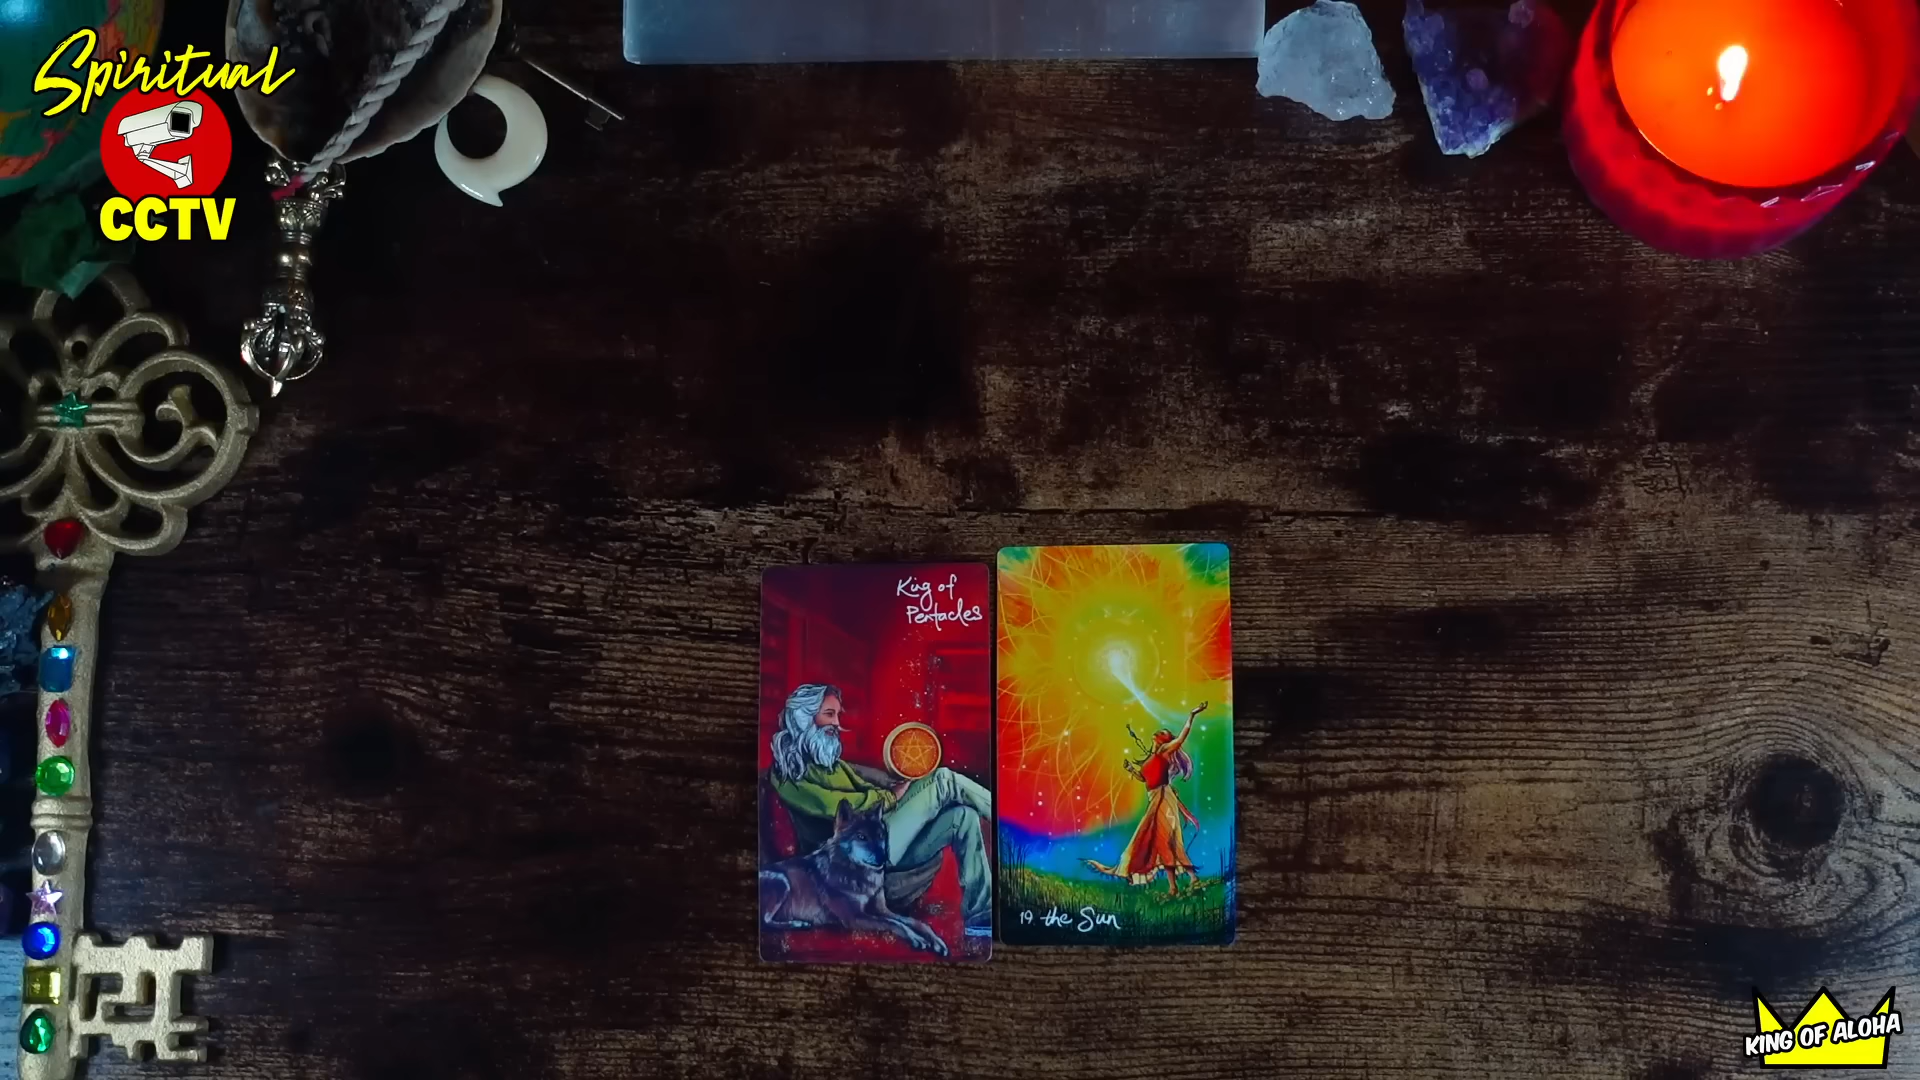 Spiritual
CCTV
King of
Pentacles
19 the Sun
KING OF ALOHA